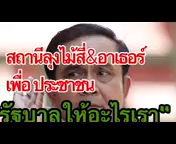 สถานีลุงไม้สี่&อาเธอร์
เพื่อ ประชาชน
รัฐบาล ให้อะไรเรา"